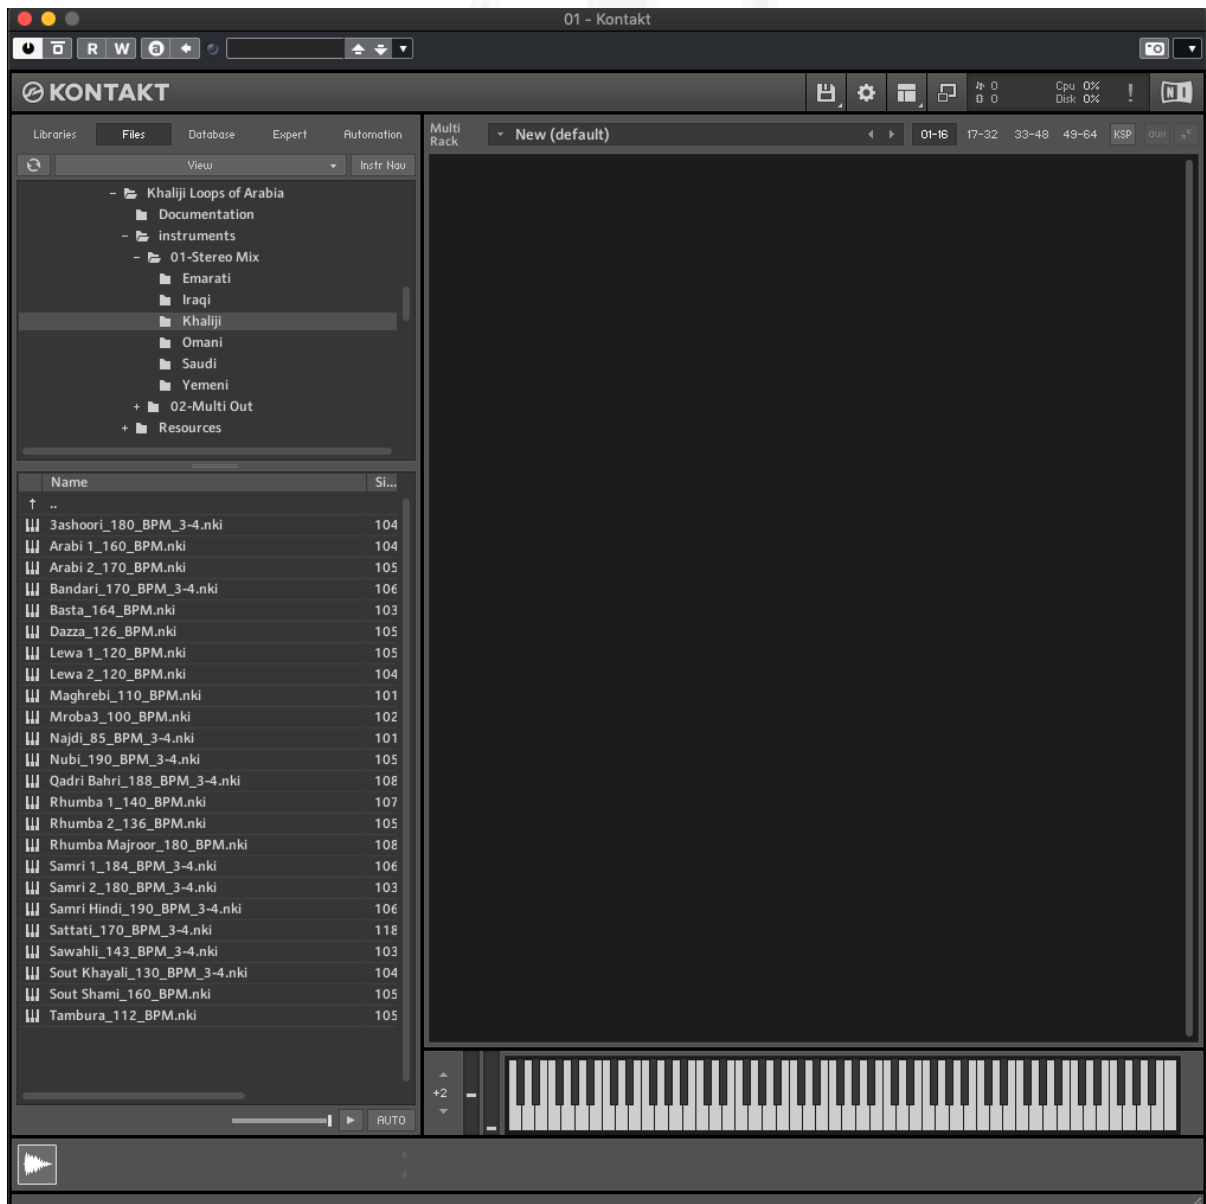 01 - Kontakt
R W a
KONTAKT
0
0
Cpu 0%
Disk 0%
!
NI
Libraries Files Database Expert Automation
View Instr Nav
Khaliji Loops of Arabia
Documentation
instruments
01-Stereo Mix
Emarati
Iraqi
Khaliji
Omani
Saudi
Yemeni
02-Multi Out
Resources
Multi
Rack
New (default) 01-16 17-32 33-48 49-64 KSP aux
Name Si...
..
3ashoori_180_BPM_3-4.nki 104
Arabi 1_160_BPM.nki 104
Arabi 2_170_BPM.nki 105
Bandari_170_BPM_3-4.nki 106
Basta_164_BPM.nki 103
Dazza_126_BPM.nki 105
Lewa 1_120_BPM.nki 105
Lewa 2_120_BPM.nki 104
Maghrebi_110_BPM.nki 101
Mroba3_100_BPM.nki 102
Najdi_85_BPM_3-4.nki 101
Nubi_190_BPM_3-4.nki 105
Qadri Bahri_188_BPM_3-4.nki 108
Rhumba 1_140_BPM.nki 107
Rhumba 2_136_BPM.nki 105
Rhumba Majroor_180_BPM.nki 108
Samri 1_184_BPM_3-4.nki 106
Samri 2_180_BPM_3-4.nki 103
Samri Hindi_190_BPM_3-4.nki 106
Sattati_170_BPM_3-4.nki 118
Sawahli_143_BPM_3-4.nki 103
Sout Khayali_130_BPM_3-4.nki 104
Sout Shami_160_BPM.nki 105
Tambura_112_BPM.nki 105
AUTO
+2